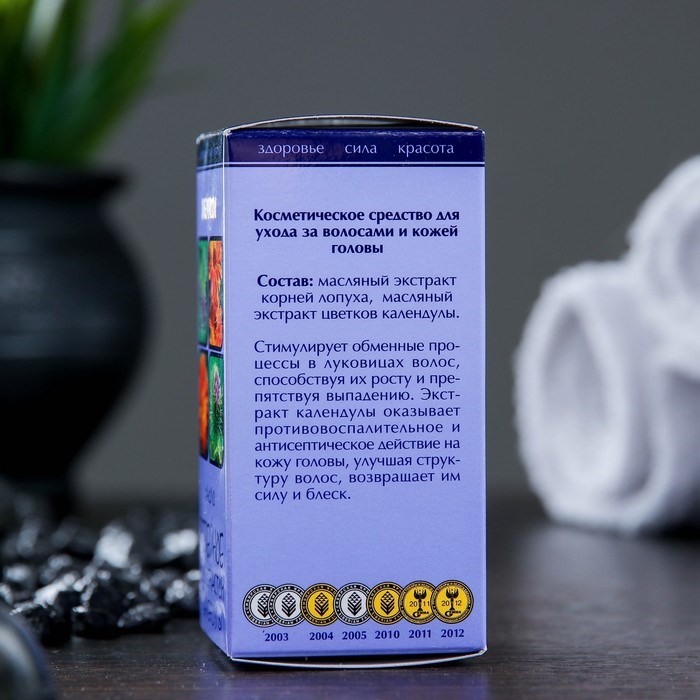 здоровье сила красота
Косметическое средство для
ухода за волосами и кожей
головы
Состав: масляный экстракт
корней лопуха, масляный
экстракт цветков календулы.
Стимулирует обменные про-
цессы в луковицах волос,
способствуя их росту и пре-
пятствуя выпадению. Экст-
ракт календулы оказывает
противовоспалительное и
антисептическое действие на
кожу головы, улучшая струк-
туру волос, возвращает им
силу и блеск.
2011 2012
2003 2004 2005 2010 2011 2012